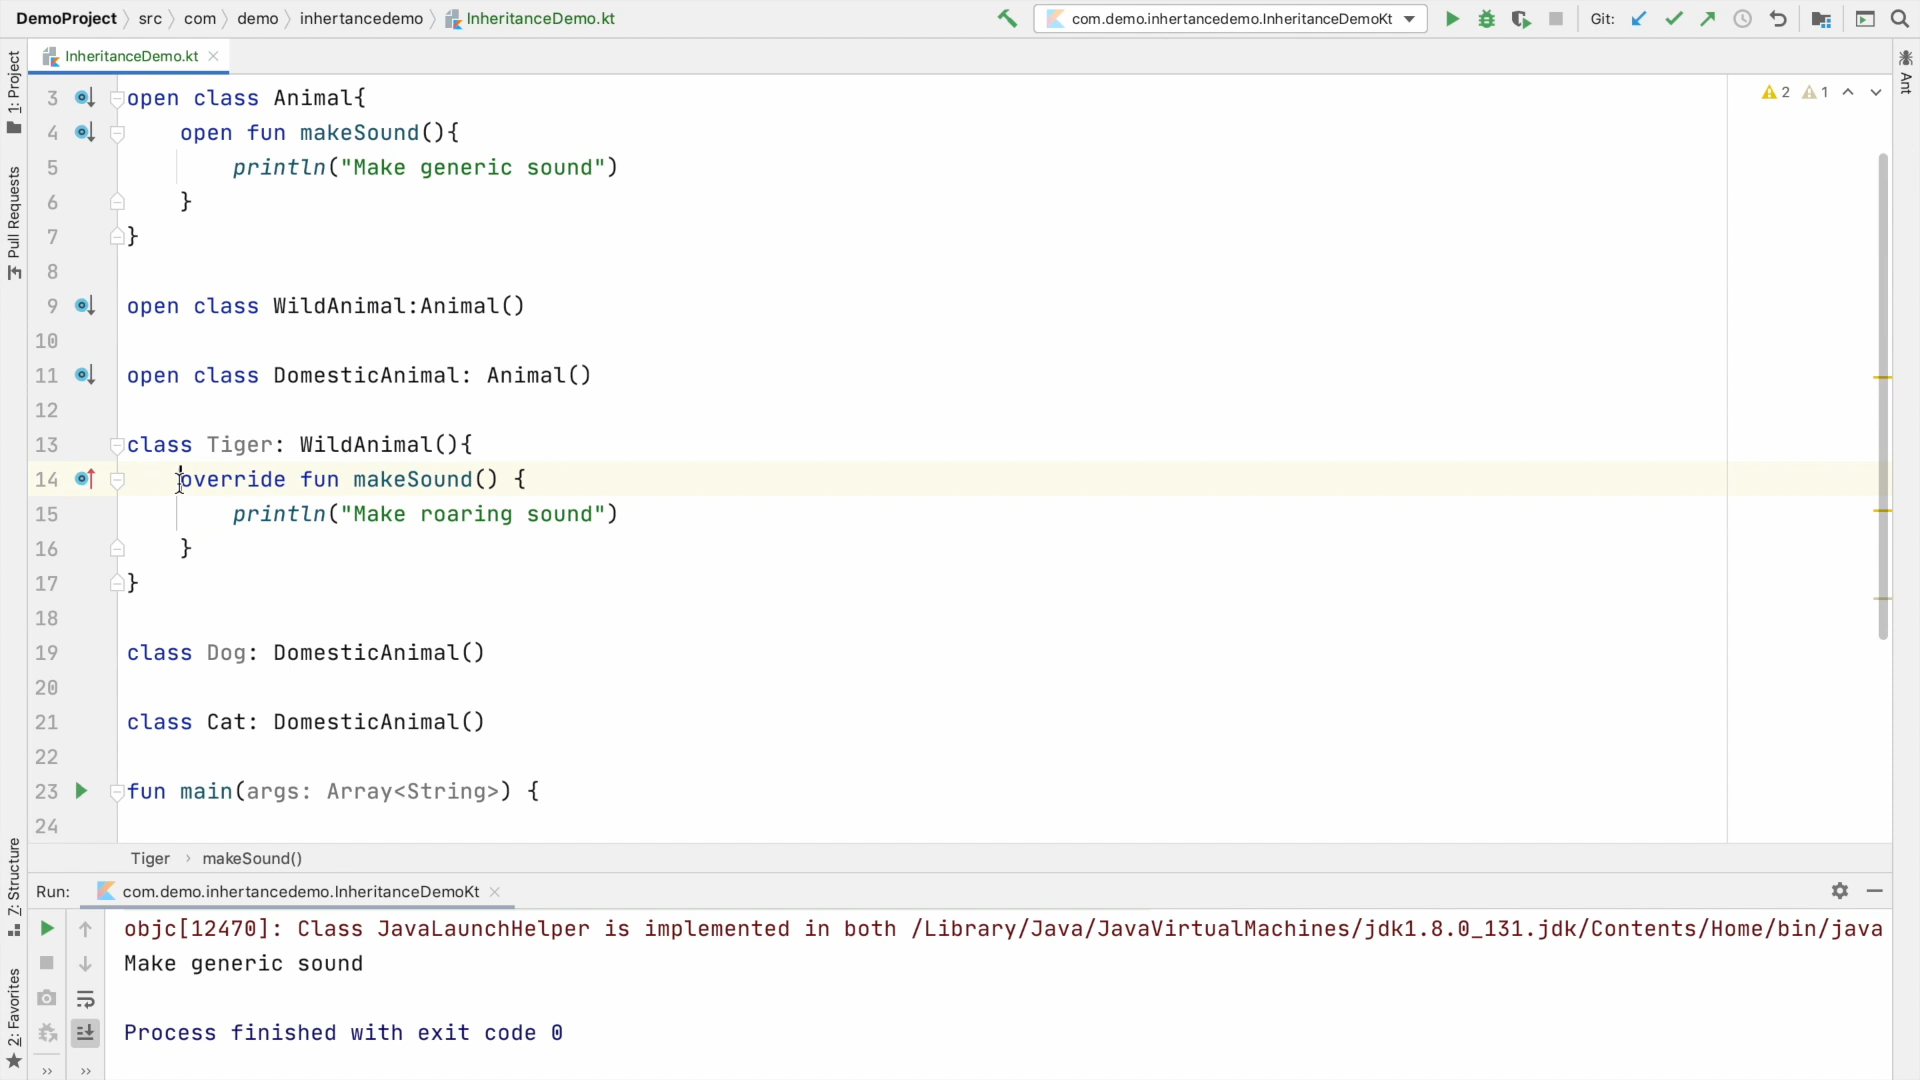 DemoProject src com demo inhertancedemo InheritanceDemo.kt com.demo.inhertancedemo.InheritanceDemoKt Git:
InheritanceDemo.kt
1: Project
Pull Requests
7: Structure
2: Favorites
Ant
2 1
3 open class Animal{
4 open fun makeSound(){
5 println("Make generic sound")
6 }
7 }
8
9 open class WildAnimal:Animal()
10
11 open class DomesticAnimal: Animal()
12
13 class Tiger: WildAnimal(){
14 override fun makeSound() {
15 println("Make roaring sound")
16 }
17 }
18
19 class Dog: DomesticAnimal()
20
21 class Cat: DomesticAnimal()
22
23 fun main(args: Array<String>) {
24
Tiger › makeSound()
Run: com.demo.inhertancedemo.InheritanceDemoKt
objc[12470]: Class JavaLaunchHelper is implemented in both /Library/Java/JavaVirtualMachines/jdk1.8.0_131.jdk/Contents/Home/bin/java
Make generic sound
Process finished with exit code 0